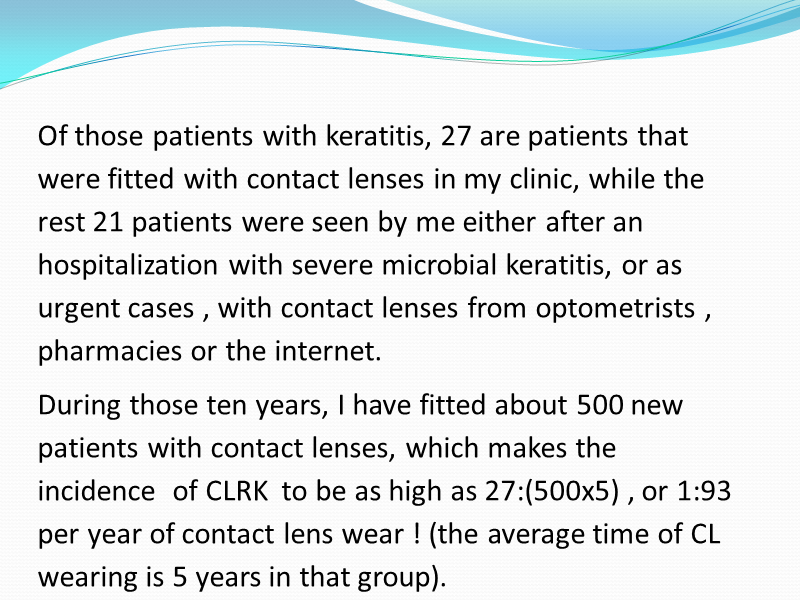 Of those patients with keratitis, 27 are patients that
were fitted with contact lenses in my clinic, while the
rest 21 patients were seen by me either after an
hospitalization with severe microbial keratitis, or as
urgent cases , with contact lenses from optometrists ,
pharmacies or the internet.
During those ten years, I have fitted about 500 new
patients with contact lenses, which makes the
incidence of CLRK to be as high as 27:(500x5) , or 1:93
per year of contact lens wear ! (the average time of CL
wearing is 5 years in that group).